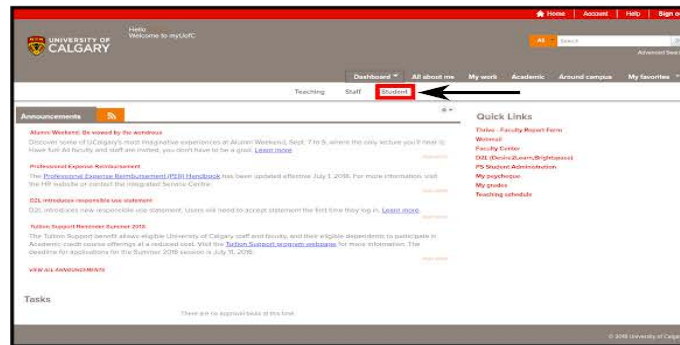 Home Account Help Sign o
Hello
Welcome to myUofC
UNIVERSITY OF
CALGARY
All Search
Advanced Sear
Dashboard All about me My work Academic Around campus My favorites
Teaching Staff Student
Announcements
Quick Links
Alumni Weekend: Be wowed by the wondrous
Discover some of UCalgary's most imaginative experiences at Alumni Weekend, Sept. 7 to 9, where the only lecture you'll hear is:
Have fun! All faculty and staff are invited, you don't have to be a grad. Learn more
Professional Expense Reimbursement
The Professional Expense Reimbursement (PER) Handbook has been updated effective July 1, 2018. For more information visit
the HR website or contact the Integrated Service Centre.
D2L introduces responsible use statement
D2L introduces new responsible use statement. Users will need to accept statement the first time they log in. Learn more
Tuition Support Reminder Summer 2018
The Tuition Support benefit allows eligible University of Calgary staff and faculty, and their eligible dependents to participate in
Academic credit course offerings at a reduced cost. Visit the Tuition Support program webpage for more information. The
deadline for applications for the Summer 2018 session is July 11, 2018.
VIEW ALL ANNOUNCEMENTS
Thrive - Faculty Report Form
Webmail
Faculty Center
D2L (Desire2Learn,Brightspace)
PS Student Administration
My paycheque
My grades
Teaching schedule
Tasks
There are no approval tasks at this time
© 2018 University of Calgar